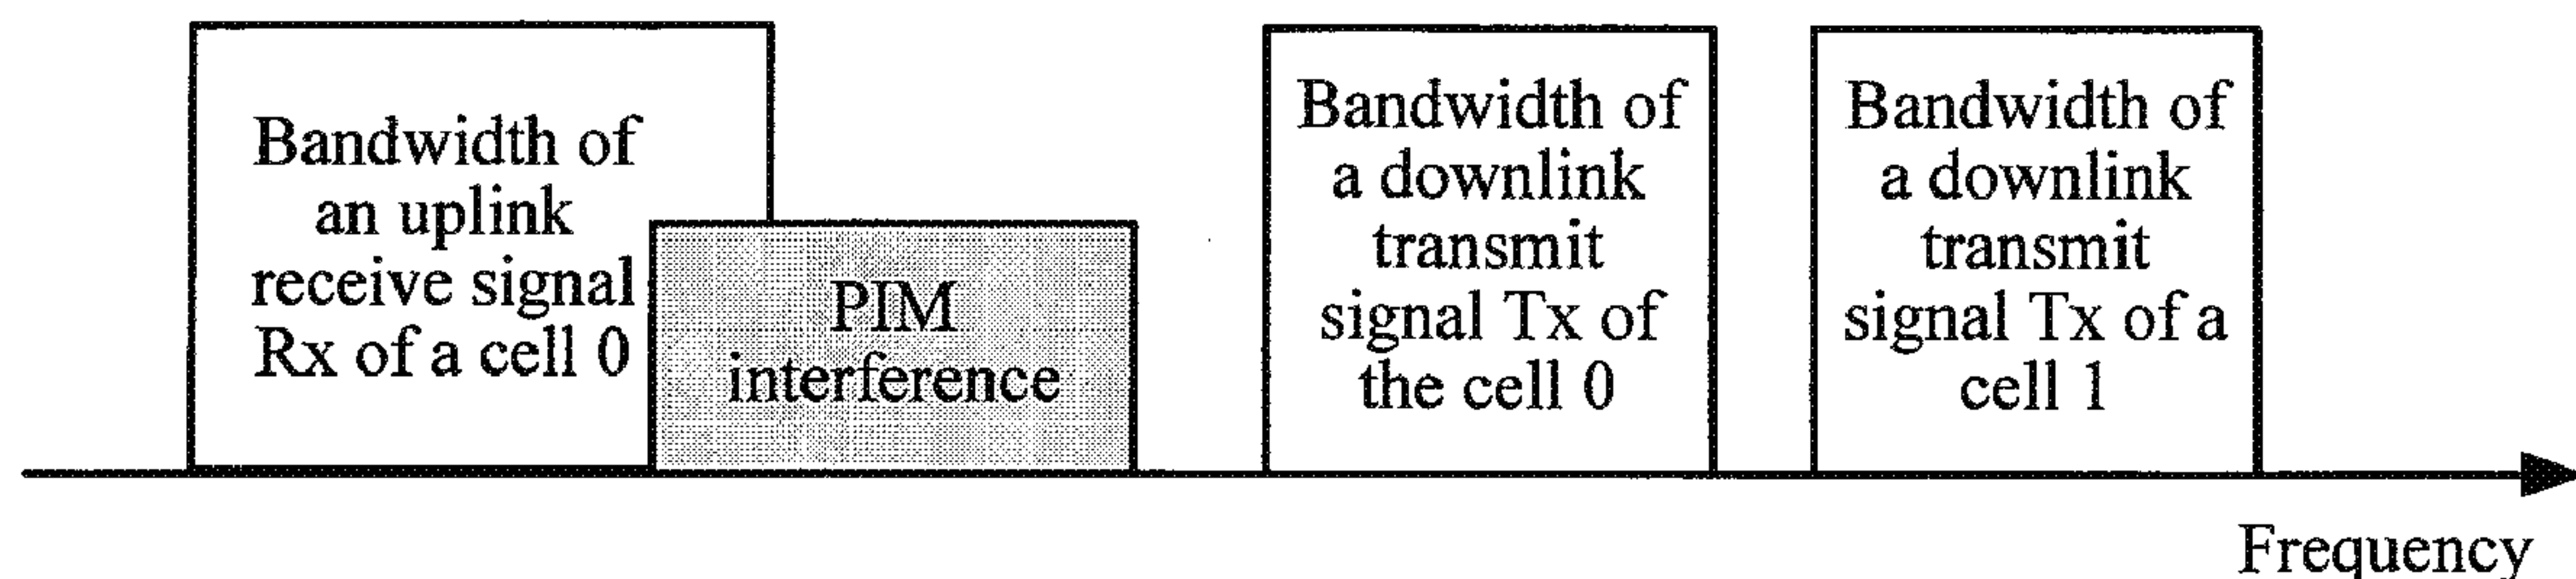 Bandwidth of
an uplink
receive signal
Rx of a cell 0
PIM
interference
Bandwidth of
a downlink
transmit
signal Tx of
the cell 0
Bandwidth of
a downlink
transmit
signal Tx of a
cell 1
Frequency